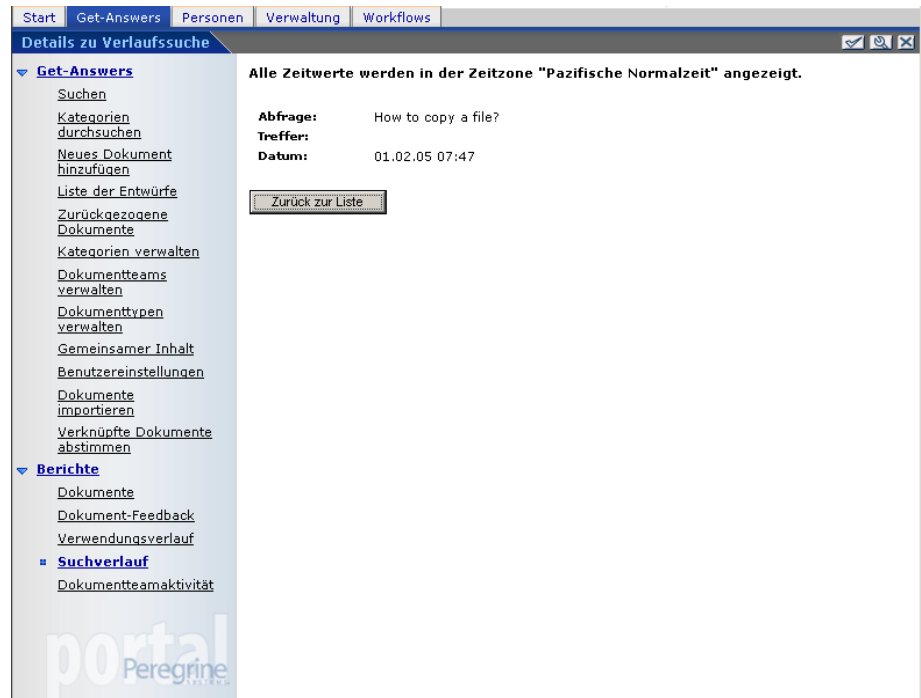 Start Get-Answers Personen Verwaltung Workflows
Details zu Verlaufssuche
Get-Answers
Suchen
Kategorien
durchsuchen
Neues Dokument
hinzufügen
Liste der Entwürfe
Zurückgezogene
Dokumente
Kategorien verwalten
Dokumentteams
verwalten
Dokumenttypen
verwalten
Gemeinsamer Inhalt
Benutzereinstellungen
Dokumente
importieren
Verknüpfte Dokumente
abstimmen
Berichte
Dokumente
Dokument-Feedback
Verwendungsverlauf
Suchverlauf
Dokumentteamaktivität
portal
Peregrine
SYSTEMS
Alle Zeitwerte werden in der Zeitzone "Pazifische Normalzeit" angezeigt.
Abfrage: How to copy a file?
Treffer:
Datum: 01.02.05 07:47
Zurück zur Liste